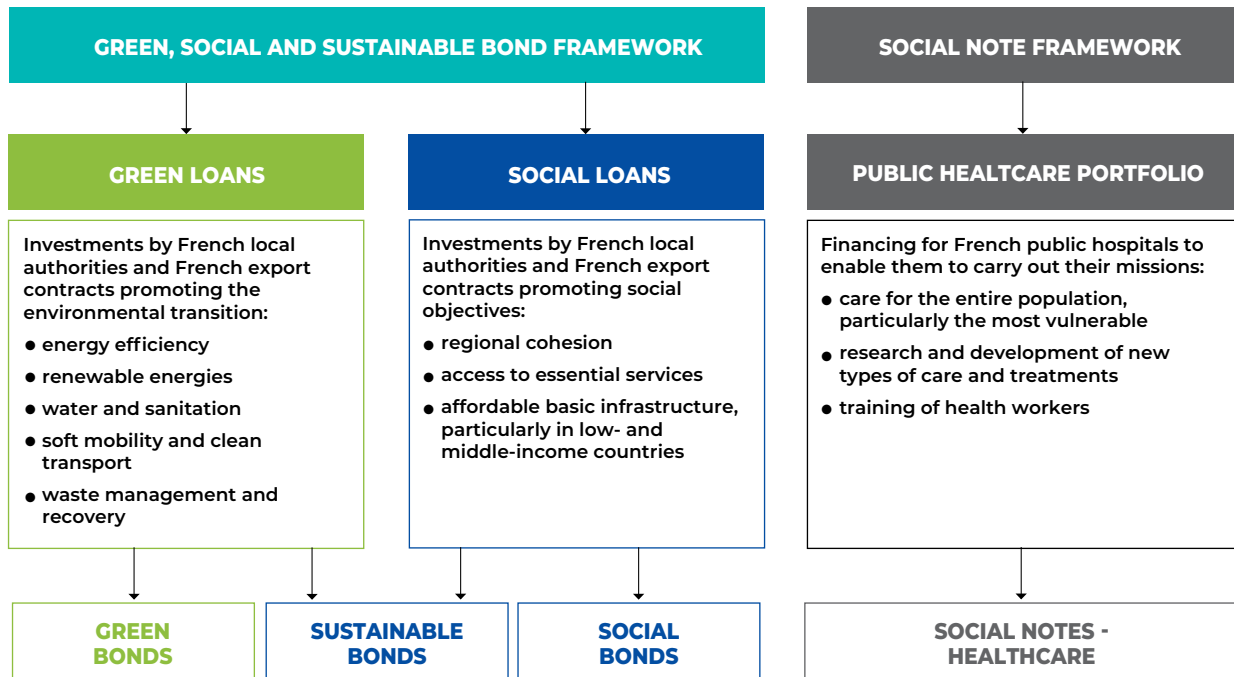 GREEN, SOCIAL AND SUSTAINABLE BOND FRAMEWORK
SOCIAL NOTE FRAMEWORK
GREEN LOANS
SOCIAL LOANS
PUBLIC HEALTCARE PORTFOLIO
Investments by French local
authorities and French export
contracts promoting the
environmental transition:
● energy efficiency
● renewable energies
● water and sanitation
● soft mobility and clean
transport
● waste management and
recovery
Investments by French local
authorities and French export
contracts promoting social
objectives:
● regional cohesion
● access to essential services
● affordable basic infrastructure,
particularly in low- and
middle-income countries
Financing for French public hospitals to
enable them to carry out their missions:
● care for the entire population,
particularly the most vulnerable
● research and development of new
types of care and treatments
● training of health workers
GREEN
BONDS
SUSTAINABLE
BONDS
SOCIAL
BONDS
SOCIAL NOTES -
HEALTHCARE